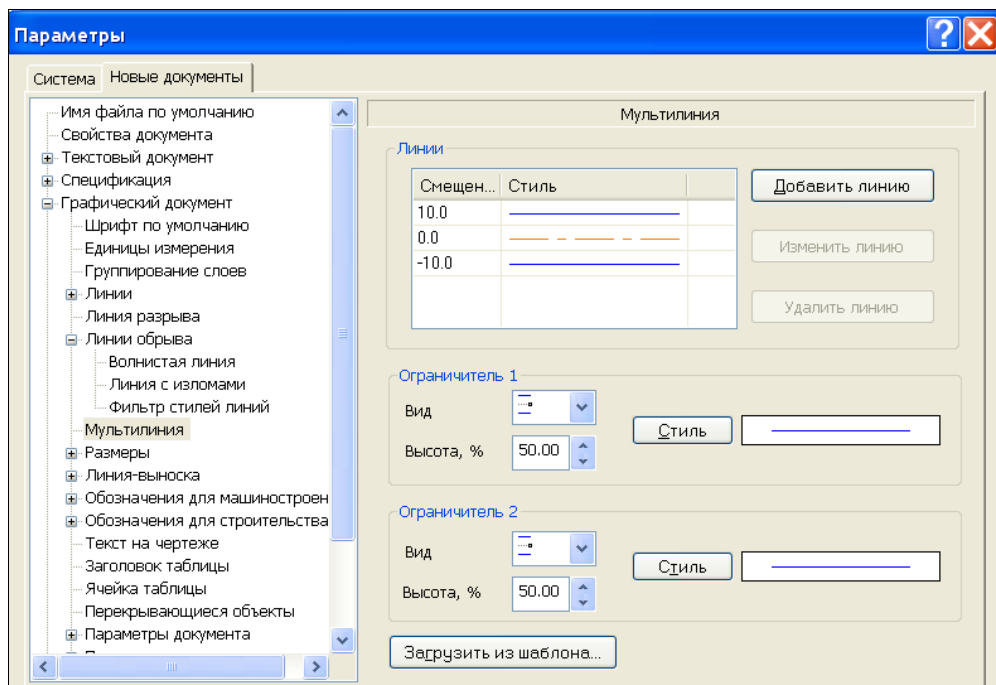 Параметры
Система
Новые документы
Имя файла по умолчанию
Свойства документа
Текстовый документ
Спецификация
Графический документ
Шрифт по умолчанию
Единицы измерения
Группирование слоев
Линии
Линия разрыва
Линии обрыва
Волнистая линия
Линия с изломами
Фильтр стилей линий
Мультилиния
Размеры
Линия-выноска
Обозначения для машиностроен
Обозначения для строительства
Текст на чертеже
Заголовок таблицы
Ячейка таблицы
Перекрывающиеся объекты
Параметры документа
Мультилиния
Линии
Смещен... Стиль
10.0
0.0
-10.0
Добавить линию
Изменить линию
Удалить линию
Ограничитель 1
Вид
Высота, % 50.00
Стиль
Ограничитель 2
Вид
Высота, % 50.00
Стиль
Загрузить из шаблона...